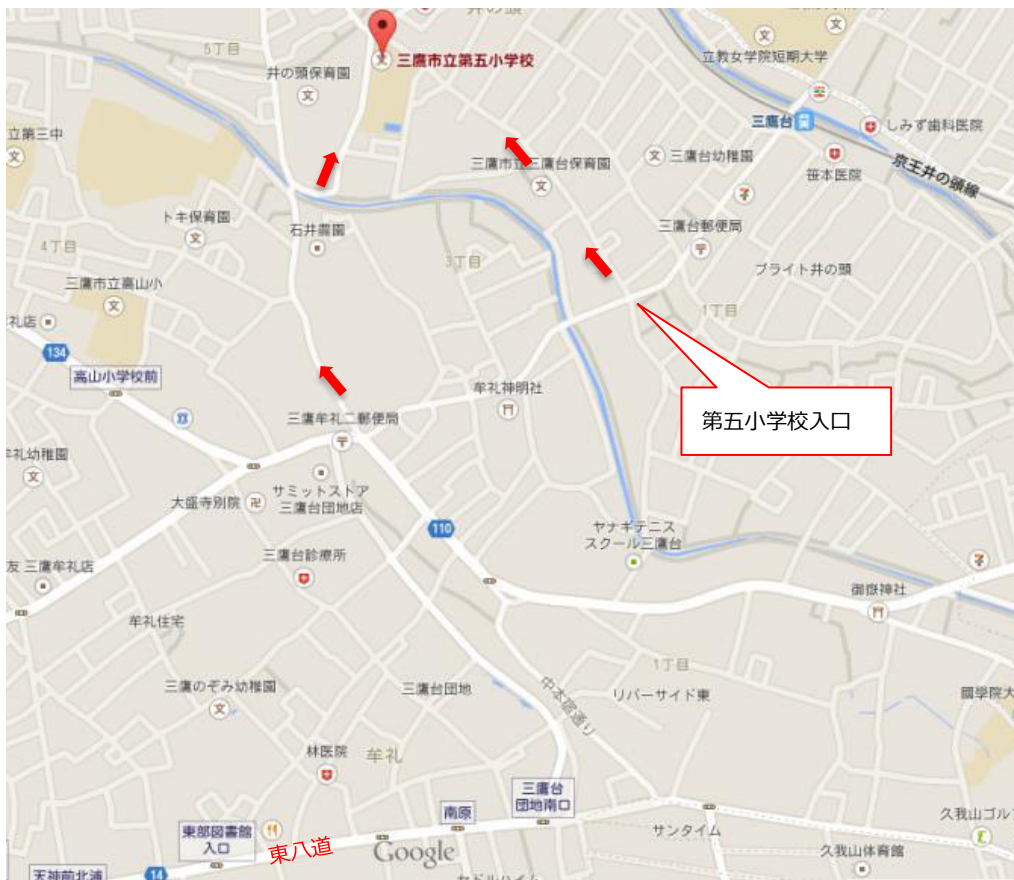 井の頭
5丁目
三鷹市立第五小学校
井の頭保育園
立教女学院短期大学
三鷹台
しみず歯科医院
立第三中
三鷹市立三鷹台保育園
三鷹台幼稚園
笹本医院
京王井の頭線
トキ保育園
石井農園
三鷹台郵便局
4丁目
3丁目
ブライト井の頭
三鷹市立高山小
1丁目
礼店
134
高山小学校前
牟礼神明社
第五小学校入口
三鷹牟礼二郵便局
礼幼稚園
サミットストア
三鷹台団地店
大盛寺別院
110
ヤナギテニス
スクール三鷹台
三鷹台診療所
友 三鷹牟礼店
御嶽神社
牟礼住宅
1丁目
三鷹のぞみ幼稚園
三鷹台団地
中本宿通り
リバーサイド東
國學院大
林医院
牟礼
三鷹台
団地南口
南原
久我山ゴルフ
東部図書館
入口
東八道
Google
サンタイム
久我山体育館
天神前北浦
14